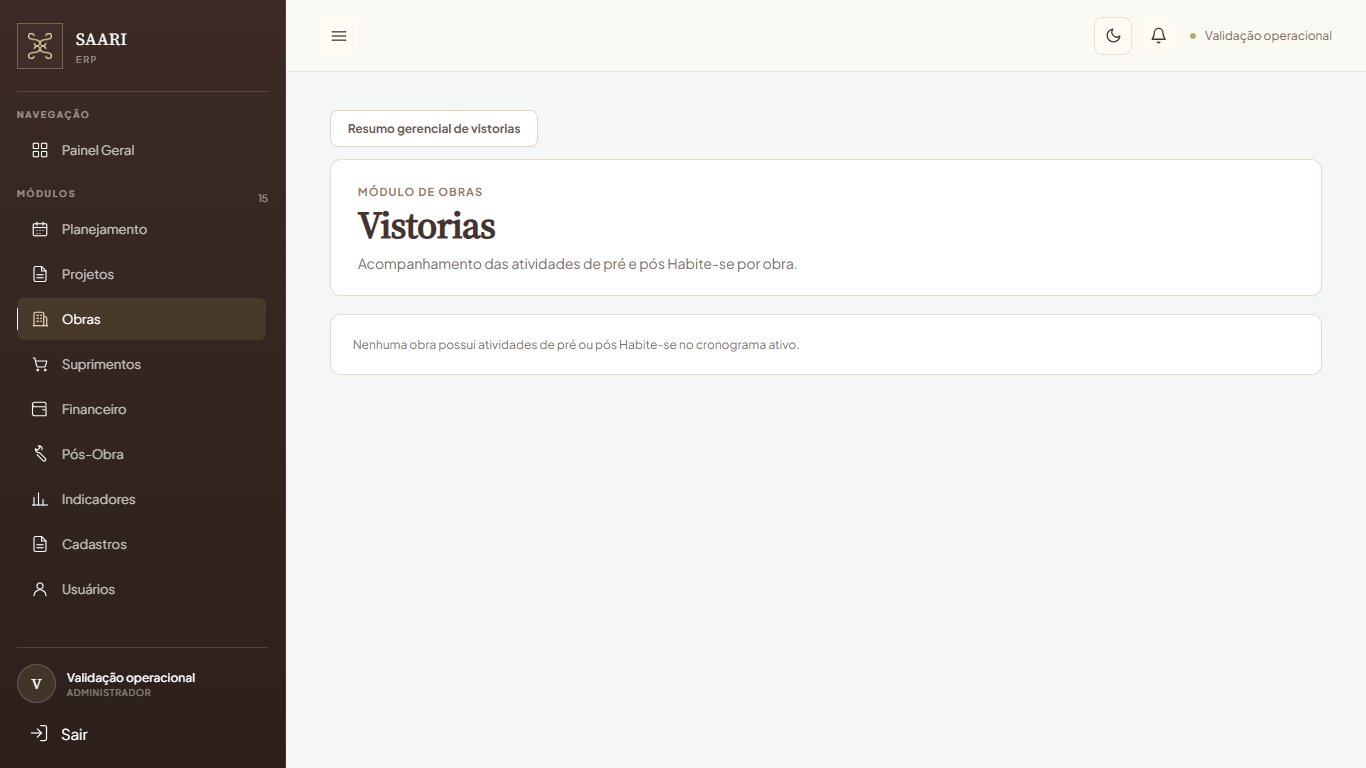 SAARI
ERP
NAVEGAÇÃO
Painel Geral
MÓDULOS
15
Planejamento
Projetos
Obras
Suprimentos
Financeiro
Pós-Obra
Indicadores
Cadastros
Usuários
V
Validação operacional
ADMINISTRADOR
Sair
Validação operacional
Resumo gerencial de vistorias
MÓDULO DE OBRAS
Vistorias
Acompanhamento das atividades de pré e pós Habite-se por obra.
Nenhuma obra possui atividades de pré ou pós Habite-se no cronograma ativo.